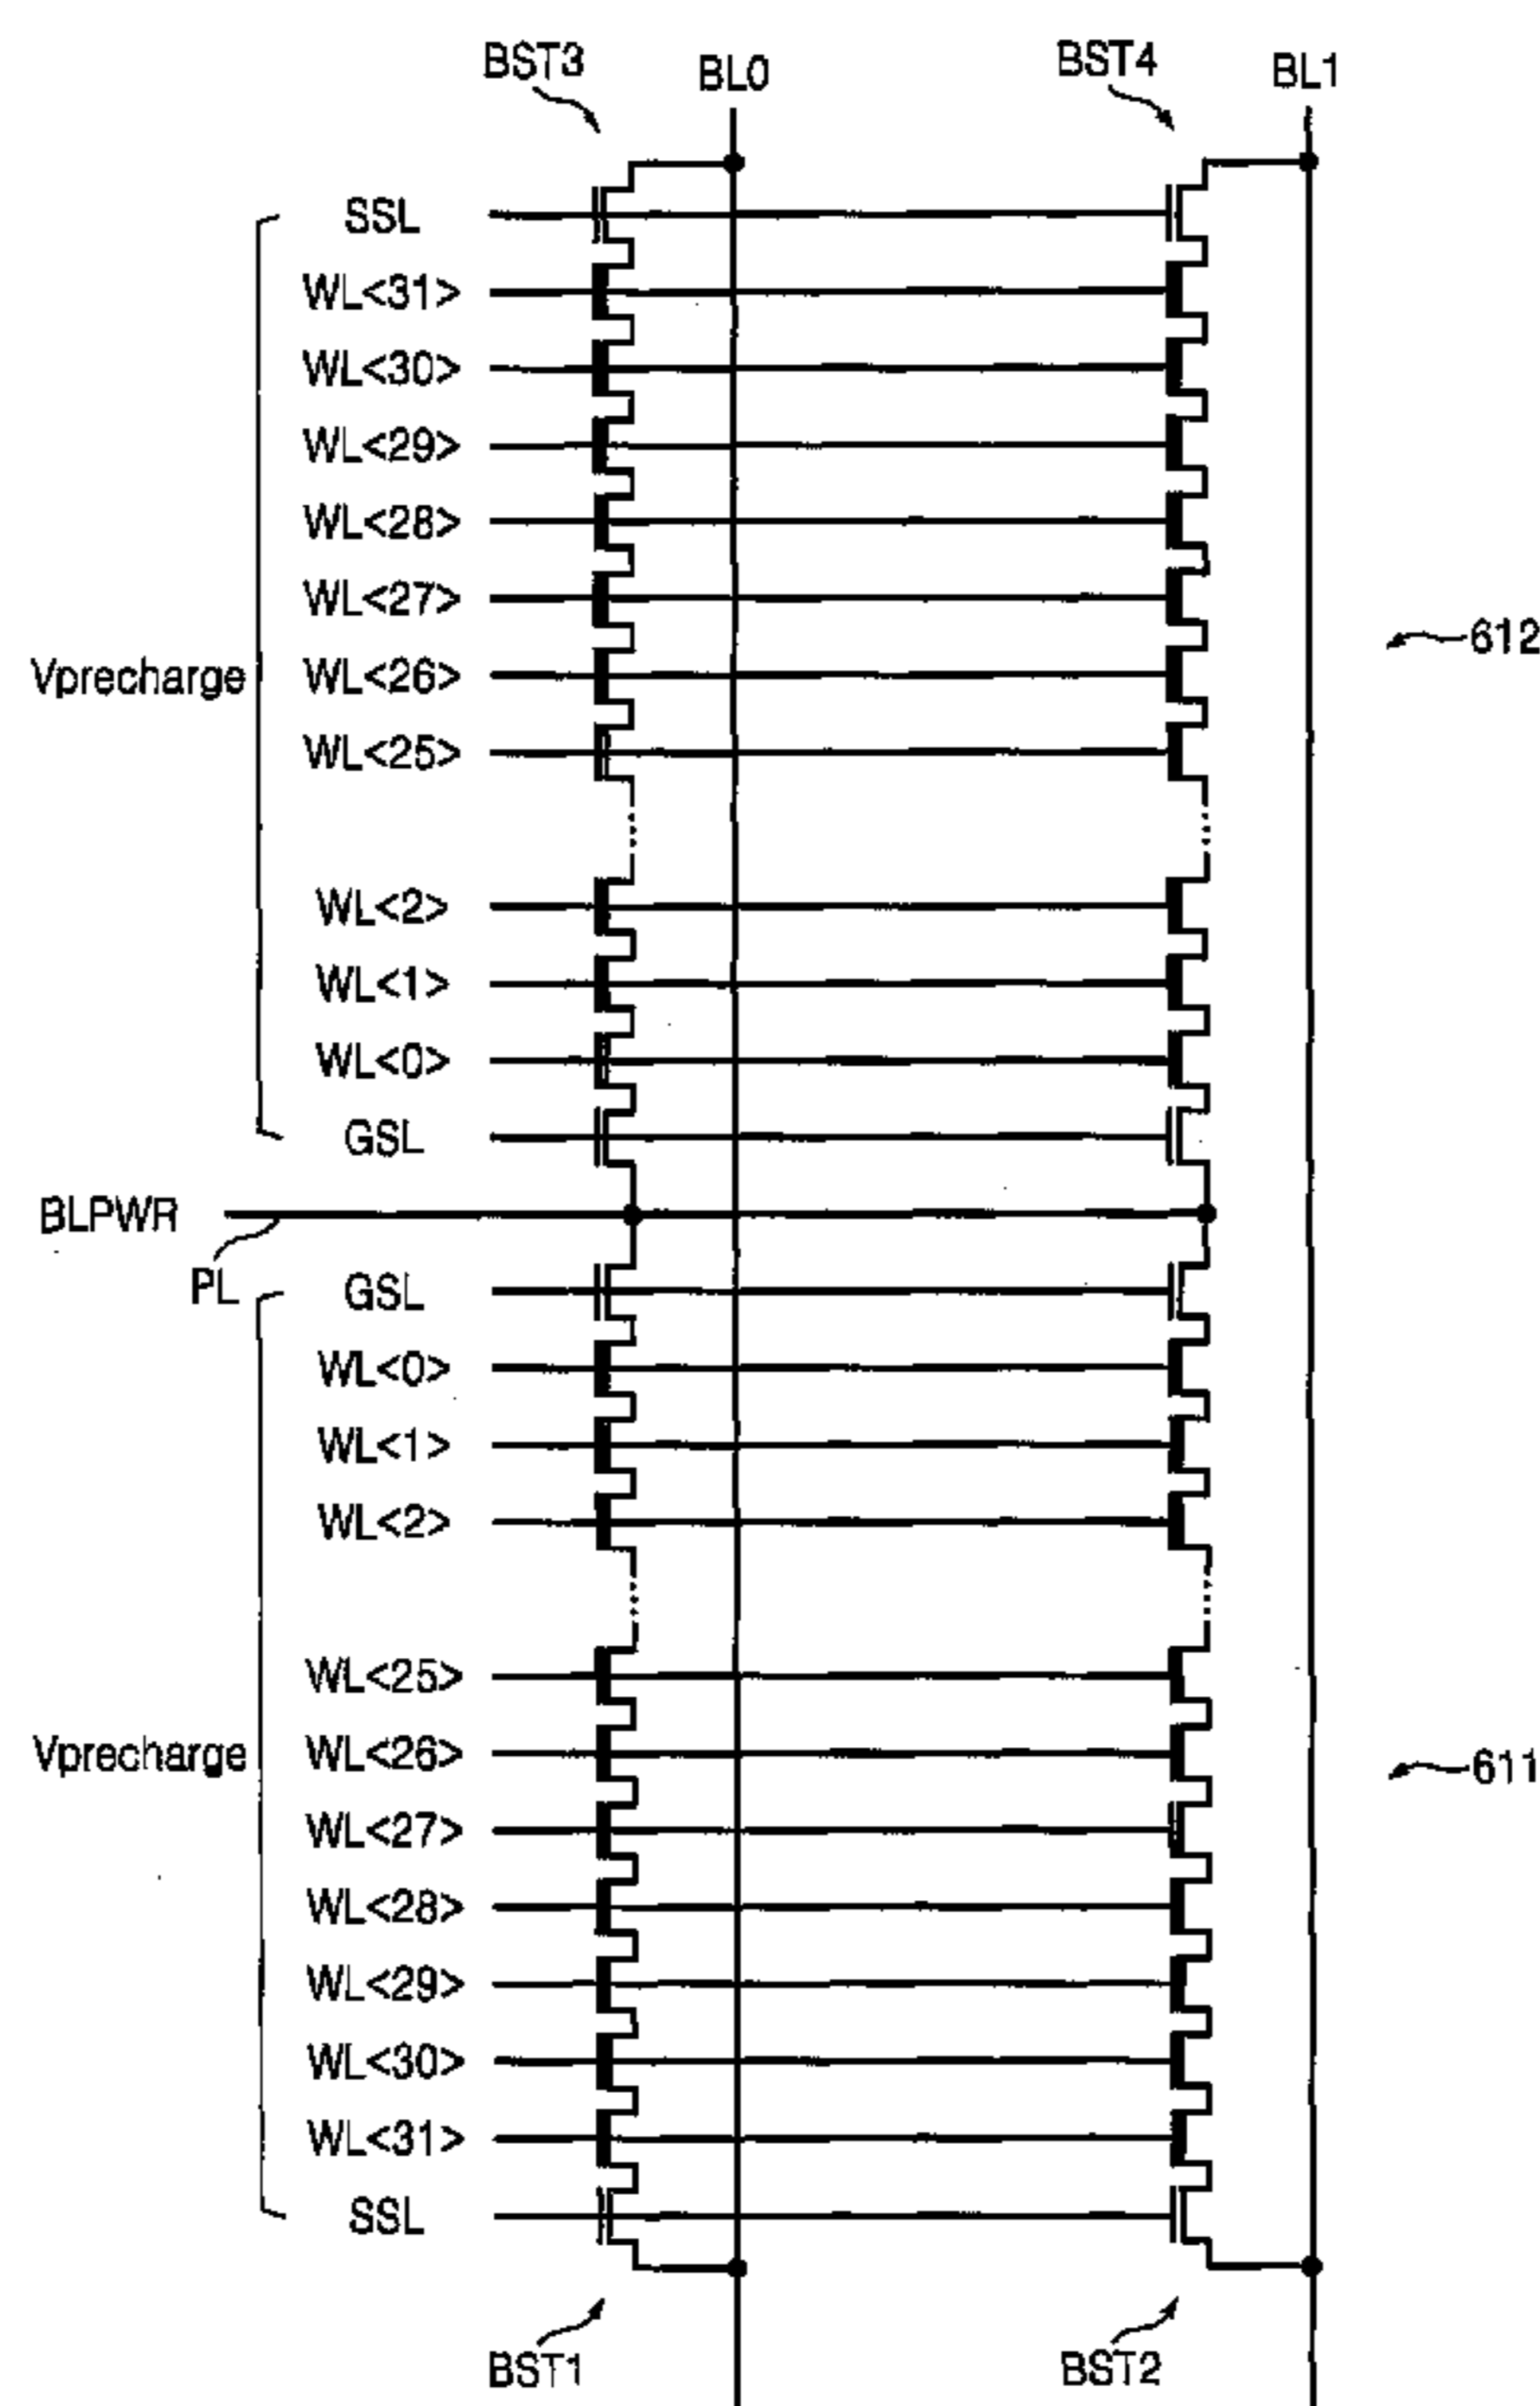 BST3 BL0 BST4 BL1
SSL
WL<31>
WL<30>
WL<29>
WL<28>
WL<27>
612
Vprecharge WL<26>
WL<25>
WL<2>
WL<1>
WL<0>
GSL
BLPWR
PL GSL
WL<0>
WL<1>
WL<2>
WL<25>
Vprecharge WL<26>
611
WL<27>
WL<28>
WL<29>
WL<30>
WL<31>
SSL
BST1 BST2